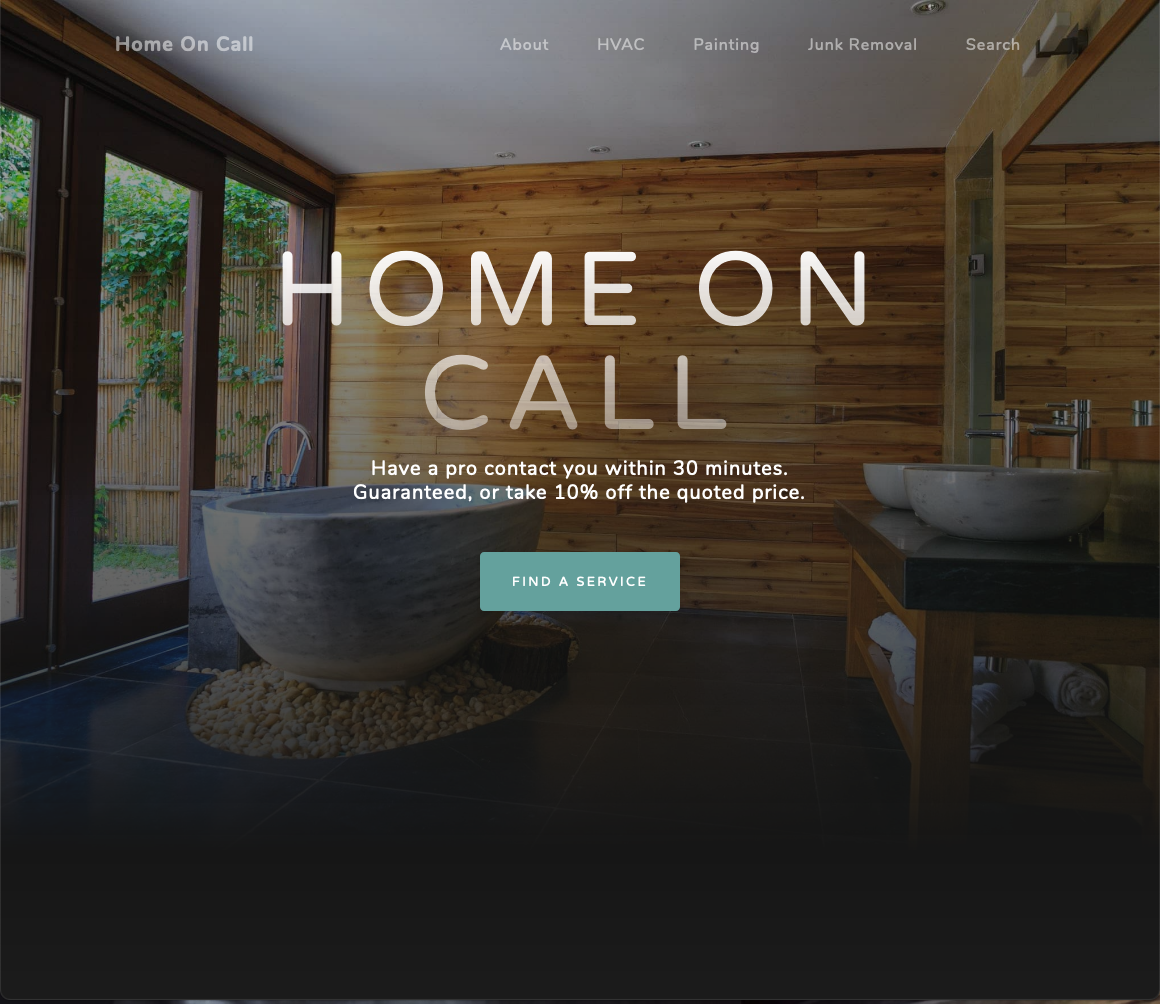 Home On Call
About HVAC Painting Junk Removal Search
HOME ON
CALL
Have a pro contact you within 30 minutes.
Guaranteed, or take 10% off the quoted price.
FIND A SERVICE